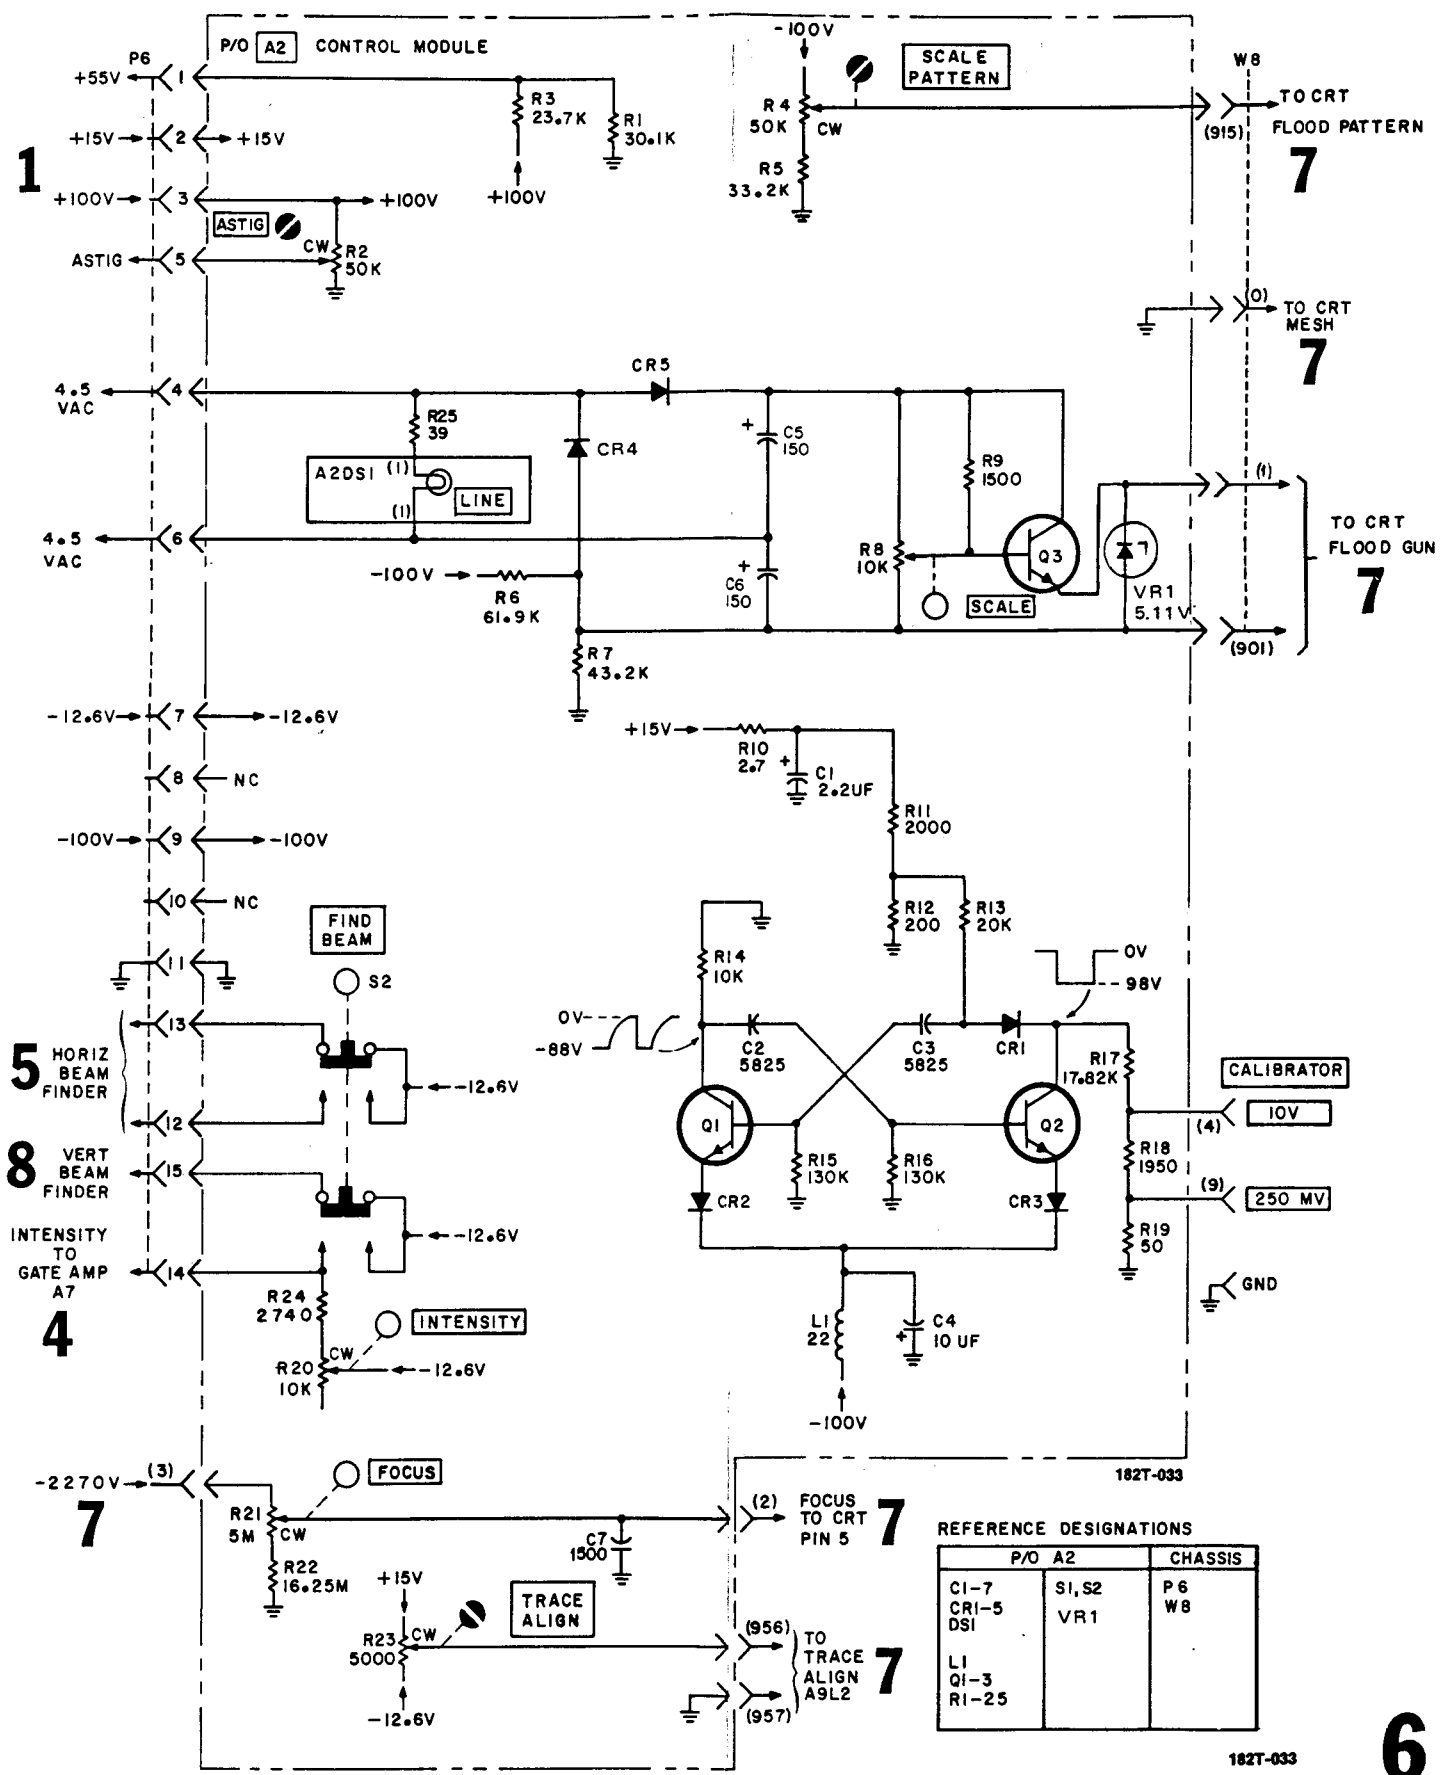 P/O A2 CONTROL MODULE
P6
+55V 1
+15V 2 +15V
+100V 3 +100V
ASTIG
ASTIG 5
CW R2
50K
1
R3
23.7K
+100V
R1
30.1K
-100V
R4
50K
CW
R5
33.2K
SCALE
PATTERN
W8
(915)
TO CRT
FLOOD PATTERN
7
(0)
TO CRT
MESH
7
4.5
VAC
4
R25
39
A2DS1 (1)
(1)
LINE
4.5
VAC
6
CR5
CR4
-100V
R6
61.9K
R7
43.2K
+
C5
150
+
C6
150
R8
10K
R9
1500
Q3
SCALE
VR1
5.11V
(1)
(901)
TO CRT
FLOOD GUN
7
-12.6V 7 -12.6V
8 NC
-100V 9 -100V
10 NC
11
FIND
BEAM
S2
13
5 HORIZ
BEAM
FINDER
12
-12.6V
8 VERT
BEAM
FINDER
15
-12.6V
INTENSITY
TO
GATE AMP
A7
4
14
R24
2740
INTENSITY
CW
R20
10K
-12.6V
+15V
R10
2.7
+
C1
2.2UF
R11
2000
R12
200
R13
20K
R14
10K
0V
-88V
C2
5825
C3
5825
CR1
0V
-98V
Q1
Q2
R15
130K
R16
130K
CR2
CR3
R17
17.82K
R18
1950
R19
50
CALIBRATOR
(4)
10V
(9)
250 MV
GND
L1
22
+
C4
10 UF
-100V
182T-033
-2270V (3)
7
R21
5M
CW
R22
16.25M
FOCUS
C7
1500
(2)
FOCUS
TO CRT
PIN 5
7
+15V
CW
R23
5000
-12.6V
TRACE
ALIGN
(956)
(957)
TO
TRACE
ALIGN
A9L2
7
REFERENCE DESIGNATIONS
P/O A2 CHASSIS
C1-7 S1,S2 P6
CR1-5 VR1 W8
DS1
L1
Q1-3
R1-25
182T-033
6